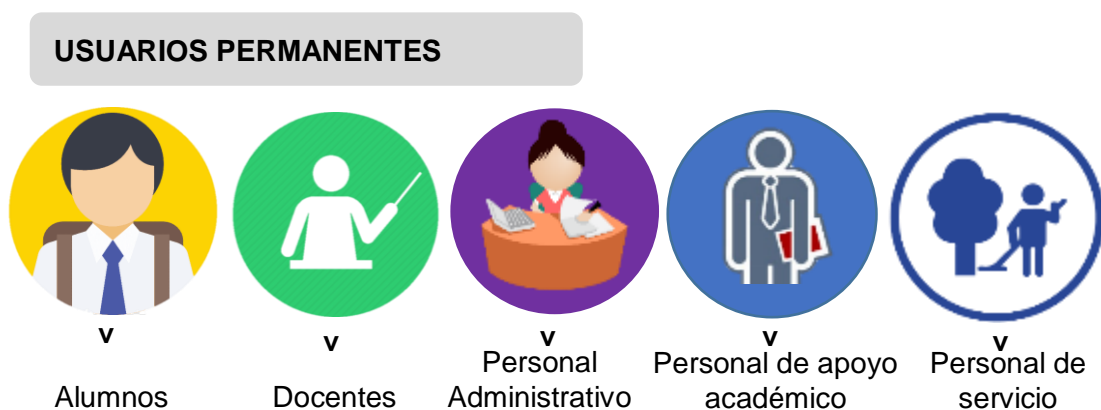 USUARIOS PERMANENTES
v
v
v
v
v
Alumnos
Docentes
Personal
Administrativo
Personal de apoyo
académico
Personal de
servicio